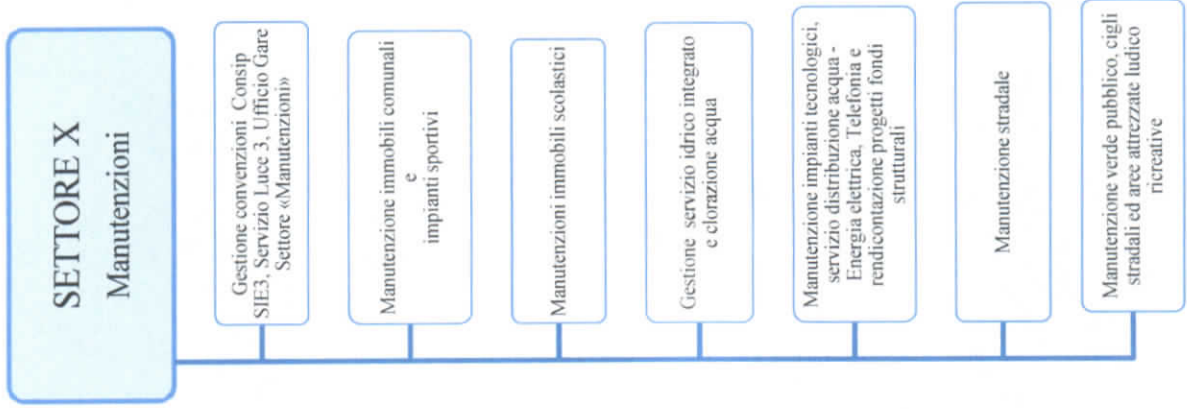 SETTORE X
Manutenzioni
Gestione convenzioni Consip
SIE3, Servizio Luce 3, Ufficio Gare
Settore «Manutenzioni»
Manutenzione immobili comunali
e
impianti sportivi
Manutenzioni immobili scolastici
Gestione servizio idrico integrato
e clorazione acqua
Manutenzione impianti tecnologici,
servizio distribuzione acqua -
Energia elettrica, Telefonia e
rendicontazione progetti fondi
strutturali
Manutenzione stradale
Manutenzione verde pubblico, cigli
stradali ed aree attrezzate ludico
ricreative